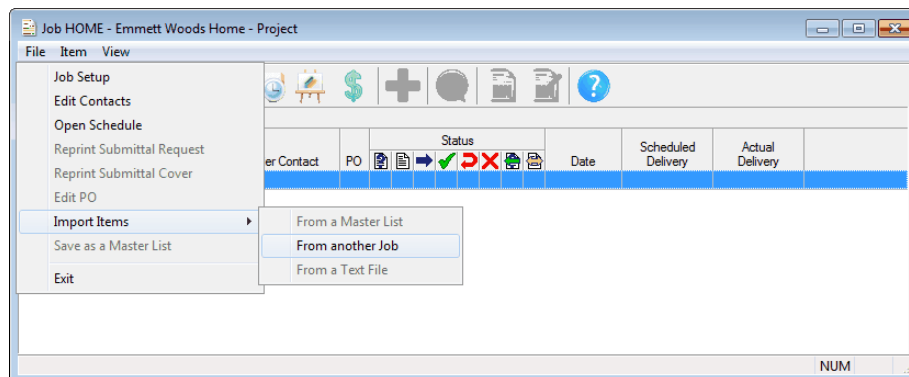 Job HOME - Emmett Woods Home - Project
File Item View
Job Setup
Edit Contacts
Open Schedule
Reprint Submittal Request
Reprint Submittal Cover
Edit PO
Import Items
Save as a Master List
Exit
From a Master List
From another Job
From a Text File
er Contact PO Status Date Scheduled Delivery Actual Delivery
NUM